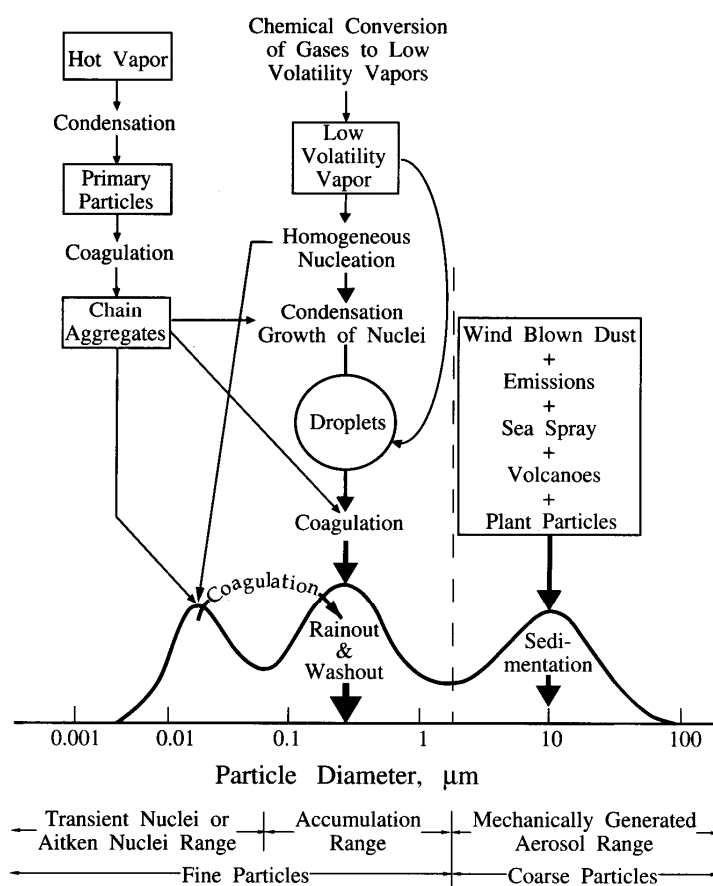 Hot Vapor
Condensation
Primary
Particles
Coagulation
Chain
Aggregates
Chemical Conversion
of Gases to Low
Volatility Vapors
Low
Volatility
Vapor
Homogeneous
Nucleation
Condensation
Growth of Nuclei
Droplets
Coagulation
Wind Blown Dust
+
Emissions
+
Sea Spray
+
Volcanoes
+
Plant Particles
Coagulation
Rainout
&
Washout
Sedi-
mentation
0.001 0.01 0.1 1 10 100
Particle Diameter, μm
Transient Nuclei or
Aitken Nuclei Range
Accumulation
Range
Mechanically Generated
Aerosol Range
Fine Particles
Coarse Particles